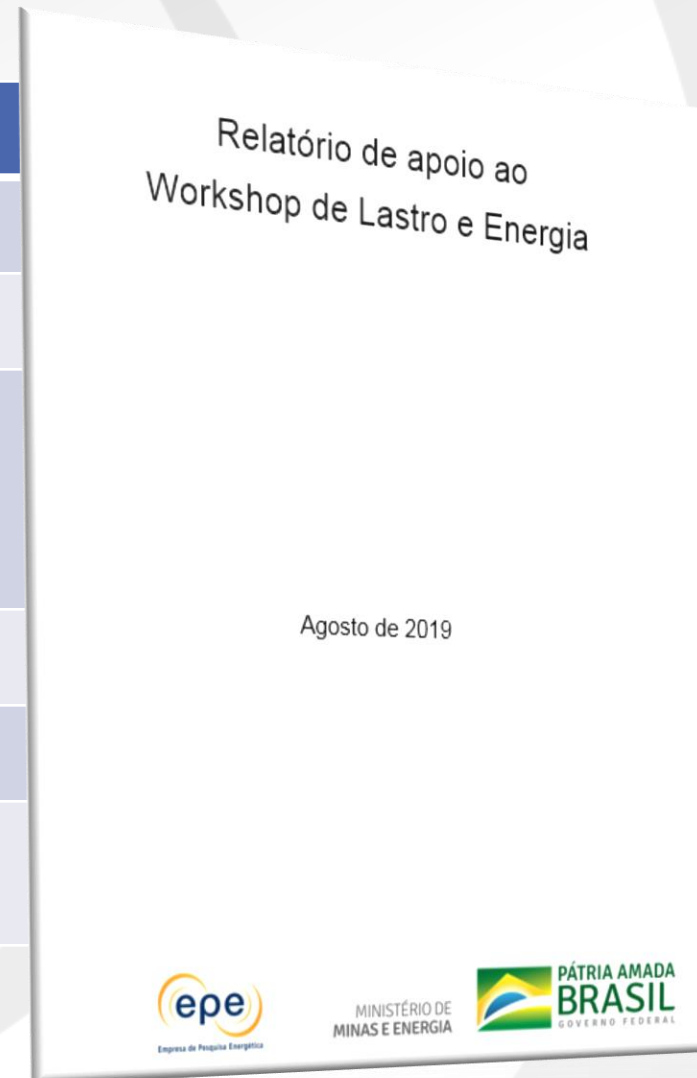 Relatório de apoio ao
Workshop de Lastro e Energia
Agosto de 2019
epe
Empresa de Pesquisa Energética
MINISTÉRIO DE
MINAS E ENERGIA
PÁTRIA AMADA
BRASIL
GOVERNO FEDERAL